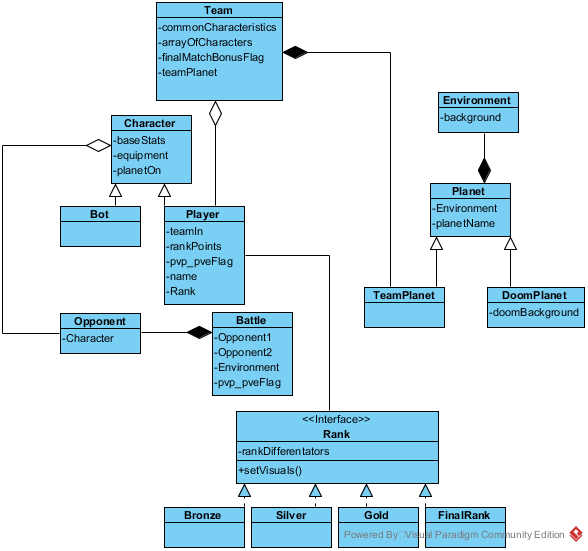 Team
-commonCharacteristics
-arrayOfCharacters
-finalMatchBonusFlag
-teamPlanet
Environment
-background
Character
-baseStats
-equipment
-planetOn
Planet
-Environment
-planetName
Bot
Player
-teamIn
-rankPoints
-pvp_pveFlag
-name
-Rank
TeamPlanet
DoomPlanet
-doomBackground
Opponent
-Character
Battle
-Opponent1
-Opponent2
-Environment
-pvp_pveFlag
<<Interface>>
Rank
-rankDifferentators
+setVisuals()
Bronze
Silver
Gold
FinalRank
Powered By Visual Paradigm Community Edition